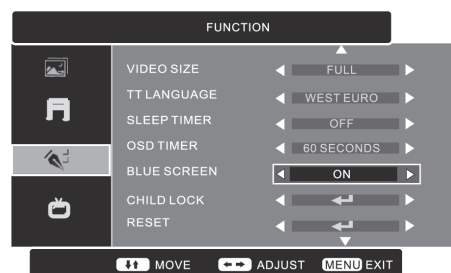 FUNCTION
VIDEO SIZE FULL
TT LANGUAGE WEST EURO
SLEEP TIMER OFF
OSD TIMER 60 SECONDS
BLUE SCREEN ON
CHILD LOCK
RESET
MOVE ADJUST MENU EXIT